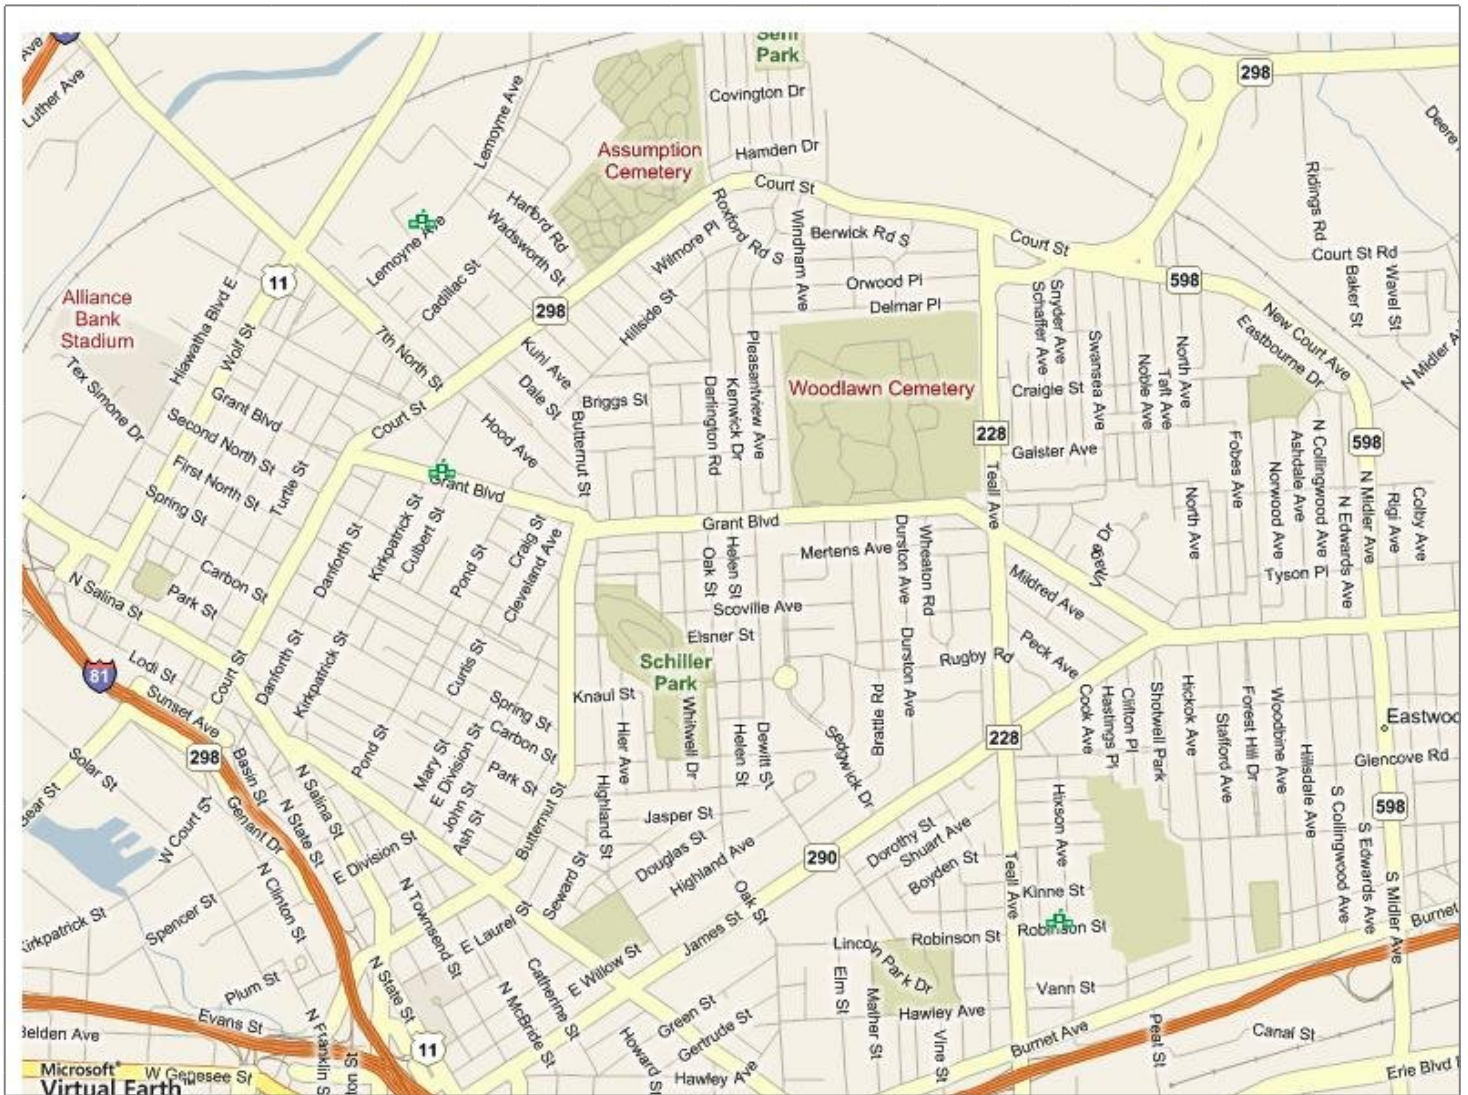 Ave
Luther Ave
Senf
Park
298
Covington Dr
Lemoyne Ave
Assumption
Cemetery
Hamden Dr
Court St
Deere
Ridings Rd
Harford Rd
Wadsworth St
Roxford Rd S
Windham Ave
Berwick Rd S
Court St
Court St Rd
Lemoyne Ave
Wilmore Pl
Cadillac St
11
Hiawatha Blvd E
Alliance
Bank
Stadium
298
Hillside St
Orwood Pl
Delmar Pl
598
Snyder Ave
Schaffer Ave
Baker St
Wavel St
New Court Ave
Eastbourne Dr
N Midler A
Wolf St
7th North St
Kuhl Ave
Dale St
Briggs St
Pleasantview Ave
Kenwick Dr
Darlington Rd
Woodlawn Cemetery
Craigie St
Swansea Ave
Noble Ave
Taft Ave
North Ave
Tex Simone Dr
Grant Blvd
Second North St
First North St
Spring St
Turtle St
Court St
Hood Ave
Butternut St
228
Galster Ave
598
Grant Blvd
Teall Ave
Fobes Ave
Norwood Ave
Ashdale Ave
N Collingwood Ave
N Edwards Ave
N Midler Ave
Rigi Ave
Colby Ave
North Ave
Grant Blvd
Danforth St
Kirkpatrick St
Culbert St
Pond St
Craig St
Cleveland Ave
Oak St
Helen St
Mertens Ave
Durston Ave
Wheaton Rd
Mildred Ave
Tyson Pl
N Salina St
Carbon St
Park St
Scoville Ave
Elsner St
Schiller
Park
Durston Ave
Rugby Rd
Peck Ave
Lodi St
81
Sunset Ave
Court St
Danforth St
Kirkpatrick St
Curtis St
Spring St
Carbon St
Park St
Knaul St
Hier Ave
Whitwell Dr
Helen St
Dewitt St
Sedgwick Dr
Brattle Rd
228
Cook Ave
Hastings Pl
Clifton Pl
Shotwell Park
Hickok Ave
Stafford Ave
Forest Hill Dr
Woodbine Ave
Hillsdale Ave
Eastwoo
Glencove Rd
298
Solar St
Bear St
Basin St
Genant Dr
W Court St
N Salina St
N State St
Pond St
Mary St
E Division St
John St
Ash St
E Division St
Butternut St
Highland St
Jasper St
Douglas St
Highland Ave
290
Dorothy St
Shuart Ave
Boyden St
Hixson Ave
Teall Ave
Kinne St
Robinson St
598
S Collingwood Ave
S Edwards Ave
S Midler Ave
Burnet
Kirkpatrick St
Spencer St
N Clinton St
N Townsend St
E Laurel St
Seward St
Oak St
James St
Lincoln Park Dr
Robinson St
E Willow St
Catherine St
N McBride St
N State St
Plum St
Evans St
Belden Ave
N Franklin S
11
Howard St
Green St
Gertrude St
Hawley Ave
Elm St
Mather St
Hawley Ave
Vine St
Vann St
Burnet Ave
Peat St
Canal St
Erie Blvd
W Genesee St
Microsoft®
Virtual Earth™